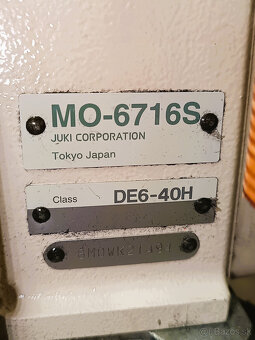 MO-6716S
JUKI CORPORATION
Tokyo Japan
Class DE6-40H